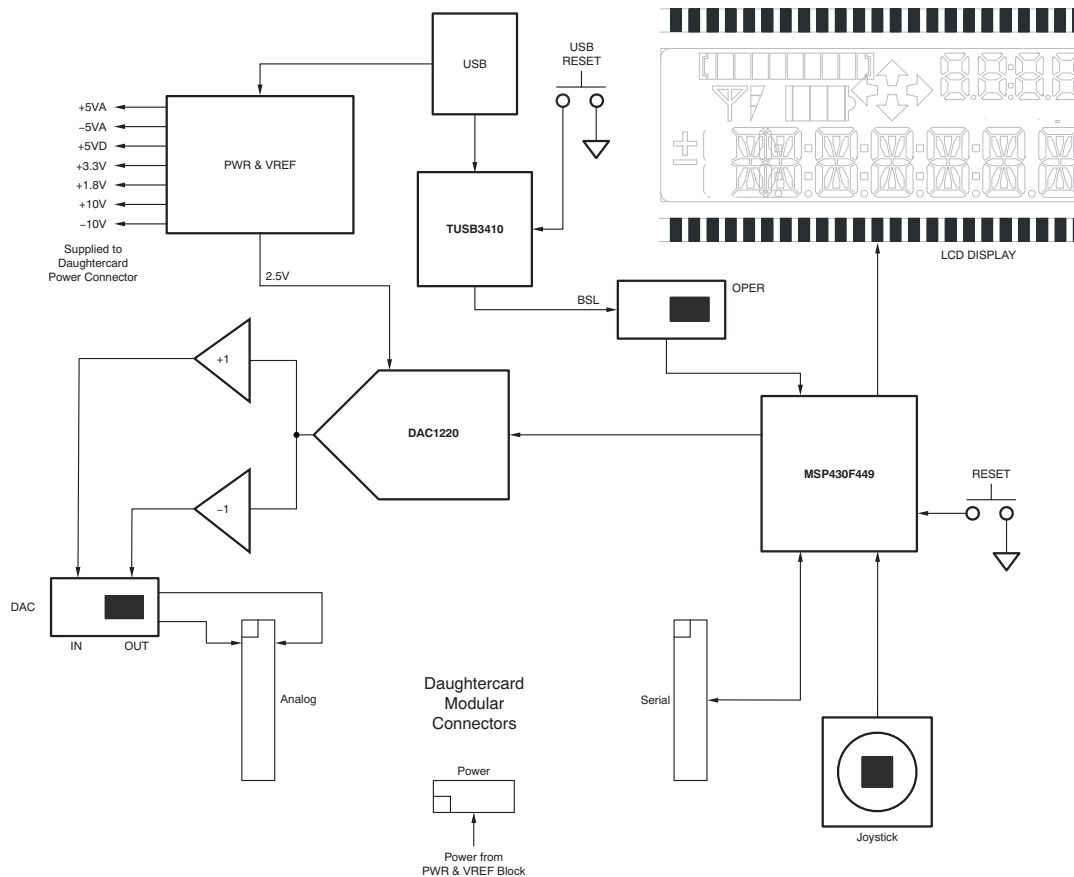 USB
USB
RESET
+5VA
−5VA
+5VD
+3.3V
+1.8V
+10V
−10V
PWR & VREF
Supplied to
Daughtercard
Power Connector
TUSB3410
LCD DISPLAY
2.5V
BSL
OPER
+1
DAC1220
MSP430F449
RESET
−1
DAC
IN
OUT
Analog
Daughtercard
Modular
Connectors
Serial
Power
Power from
PWR & VREF Block
Joystick